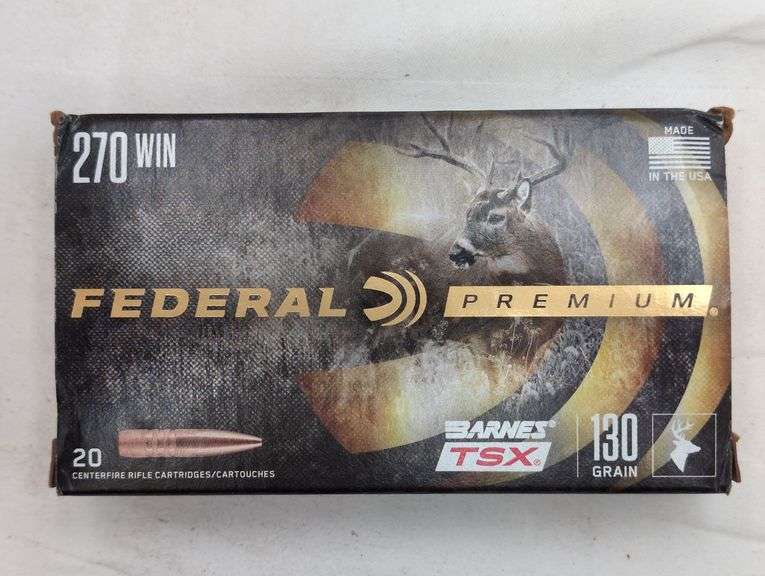 270 WIN
MADE
IN THE USA
FEDERAL PREMIUM®
BARNES®
TSX®
130
GRAIN
20
CENTERFIRE RIFLE CARTRIDGES/CARTOUCHES